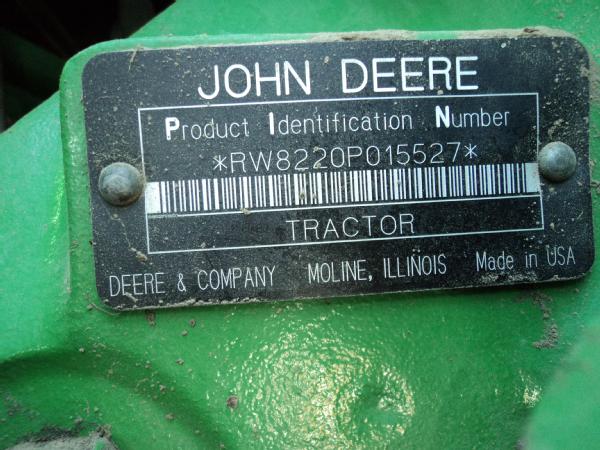 JOHN DEERE
Product Identification Number
*RW8220P015527*
TRACTOR
DEERE & COMPANY MOLINE, ILLINOIS Made in USA